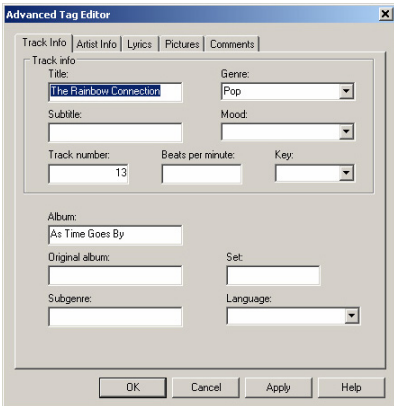 Advanced Tag Editor
Track Info Artist Info Lyrics Pictures Comments
Track info
Title: Genre:
The Rainbow Connection Pop
Subtitle: Mood:
Track number: Beats per minute: Key:
13
Album:
As Time Goes By
Original album: Set:
Subgenre: Language:
OK Cancel Apply Help